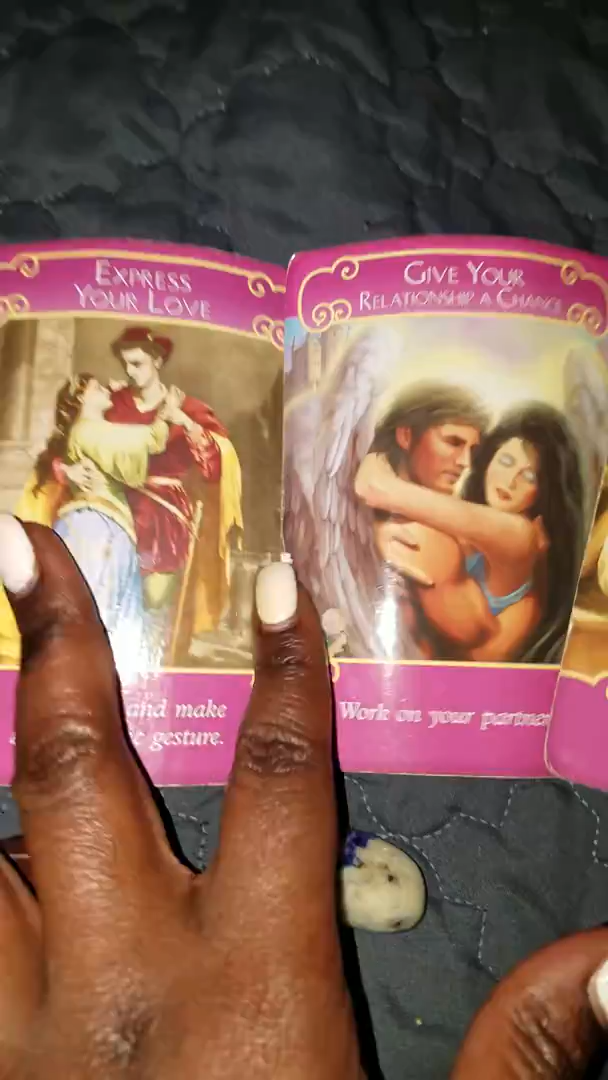 EXPRESS
YOUR LOVE
and make
gesture.
GIVE YOUR
RELATIONSHIP A CHANCE
Work on your partner